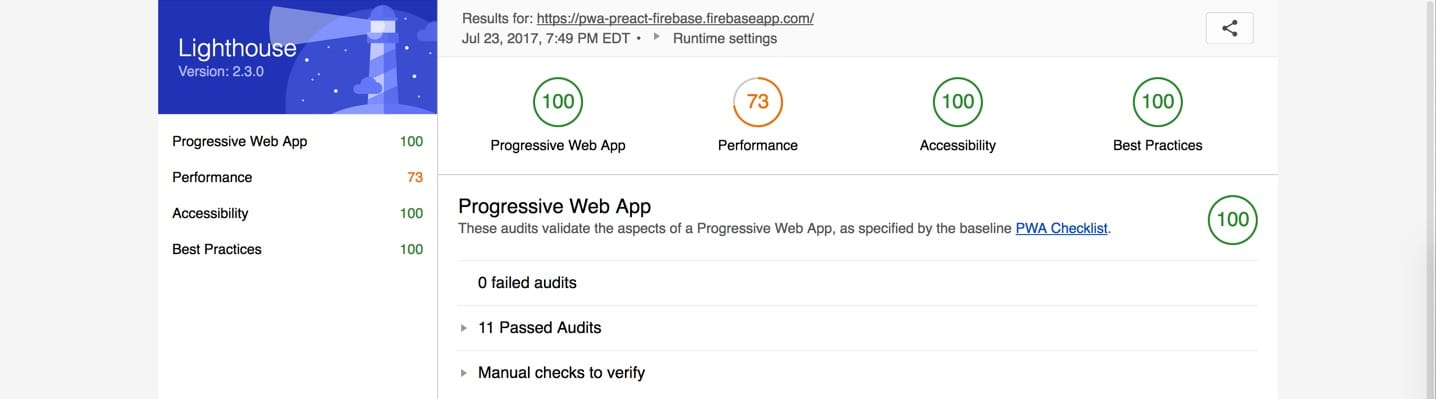 Lighthouse
Version: 2.3.0
Progressive Web App 100
Performance 73
Accessibility 100
Best Practices 100
Results for: https://pwa-preact-firebase.firebaseapp.com/
Jul 23, 2017, 7:49 PM EDT • Runtime settings
100 73 100 100
Progressive Web App Performance Accessibility Best Practices
Progressive Web App
100
These audits validate the aspects of a Progressive Web App, as specified by the baseline PWA Checklist.
0 failed audits
11 Passed Audits
Manual checks to verify